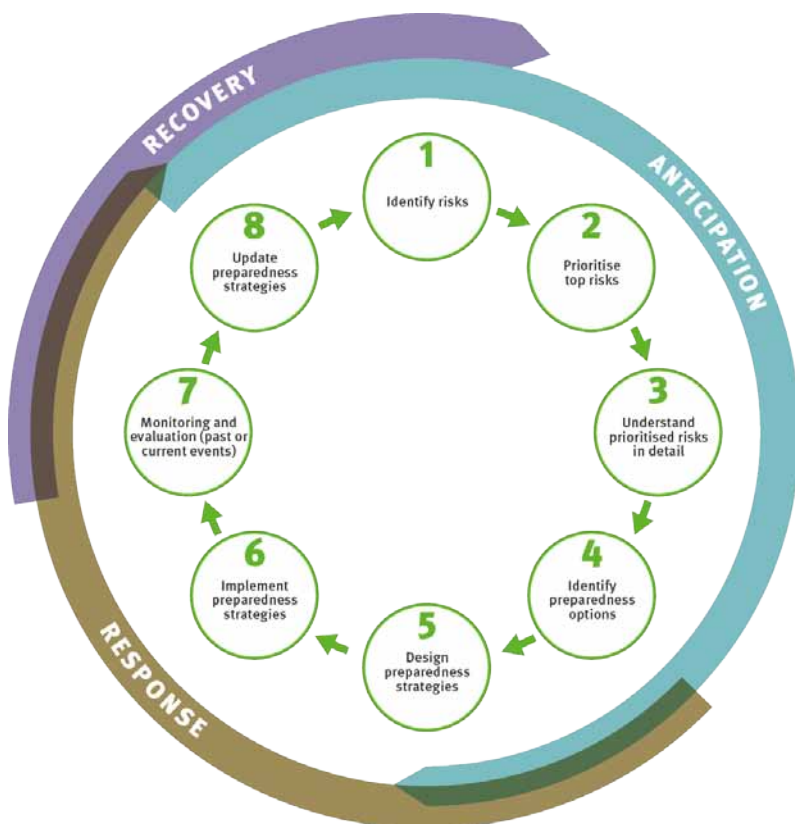 RECOVERY
ANTICIPATION
RESPONSE
1
Identify risks
2
Prioritise
top risks
3
Understand
prioritised risks
in detail
4
Identify
preparedness
options
5
Design
preparedness
strategies
6
Implement
preparedness
strategies
7
Monitoring and
evaluation (past or
current events)
8
Update
preparedness
strategies